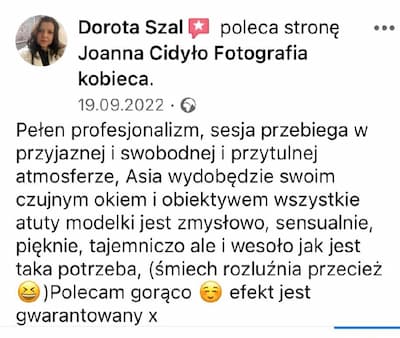 Dorota Szal poleca stronę
Joanna Cidyło Fotografia
kobieca.
19.09.2022 ·
Pełen profesjonalizm, sesja przebiega w
przyjaznej i swobodnej i przytulnej
atmosferze, Asia wydobędzie swoim
czujnym okiem i obiektywem wszystkie
atuty modelki jest zmysłowo, sensualnie,
pięknie, tajemniczo ale i wesoło jak jest
taka potrzeba, (śmiech rozluźnia przecież
😆)Polecam gorąco ☺️ efekt jest
gwarantowany x